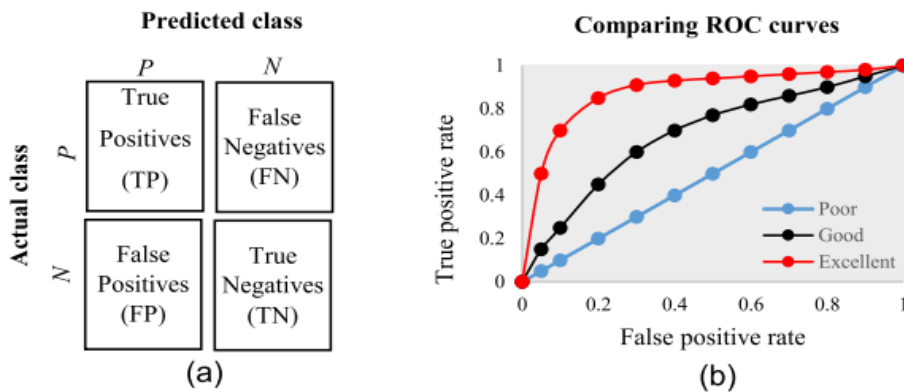 Predicted class
P
N
Actual class
P
N
True
Positives
(TP)
False
Negatives
(FN)
False
Positives
(FP)
True
Negatives
(TN)
(a)
Comparing ROC curves
True positive rate
1
0.8
0.6
0.4
0.2
0
0
0.2
0.4
0.6
0.8
1
False positive rate
Poor
Good
Excellent
(b)